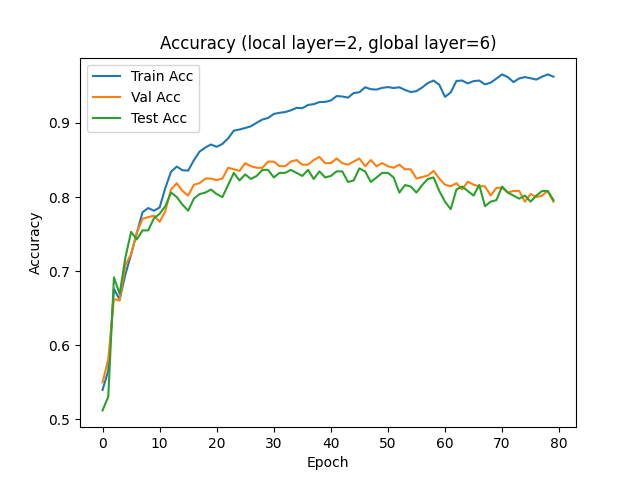 Accuracy (local layer=2, global layer=6)
Train Acc
Val Acc
Test Acc
Accuracy
0.9
0.8
0.7
0.6
0.5
0 10 20 30 40 50 60 70 80
Epoch